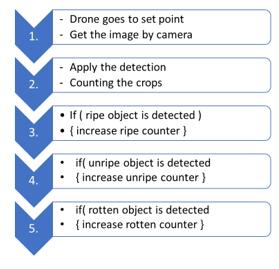 1.
- Drone goes to set point
- Get the image by camera
2.
- Apply the detection
- Counting the crops
3.
• If ( ripe object is detected )
• { increase ripe counter }
4.
• if( unripe object is detected
• { increase unripe counter }
5.
• if( rotten object is detected
• { increase rotten counter }